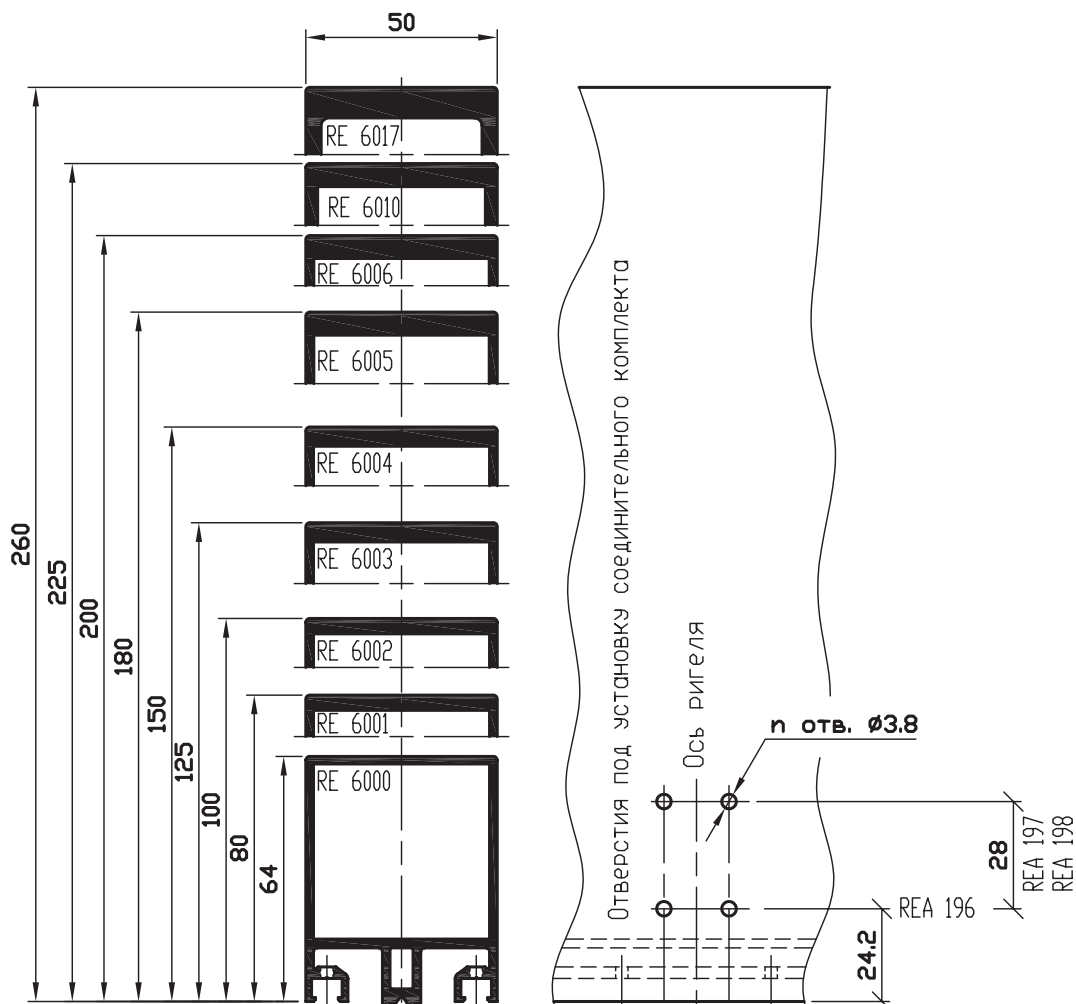 50
RE 6017
RE 6010
RE 6006
RE 6005
RE 6004
RE 6003
RE 6002
RE 6001
RE 6000
260
225
200
180
150
125
100
80
64
Отверстия под установку соединительного комплекта
Ось ригеля
n отв. Ø3.8
28
REA 197
REA 198
REA 196
24.2